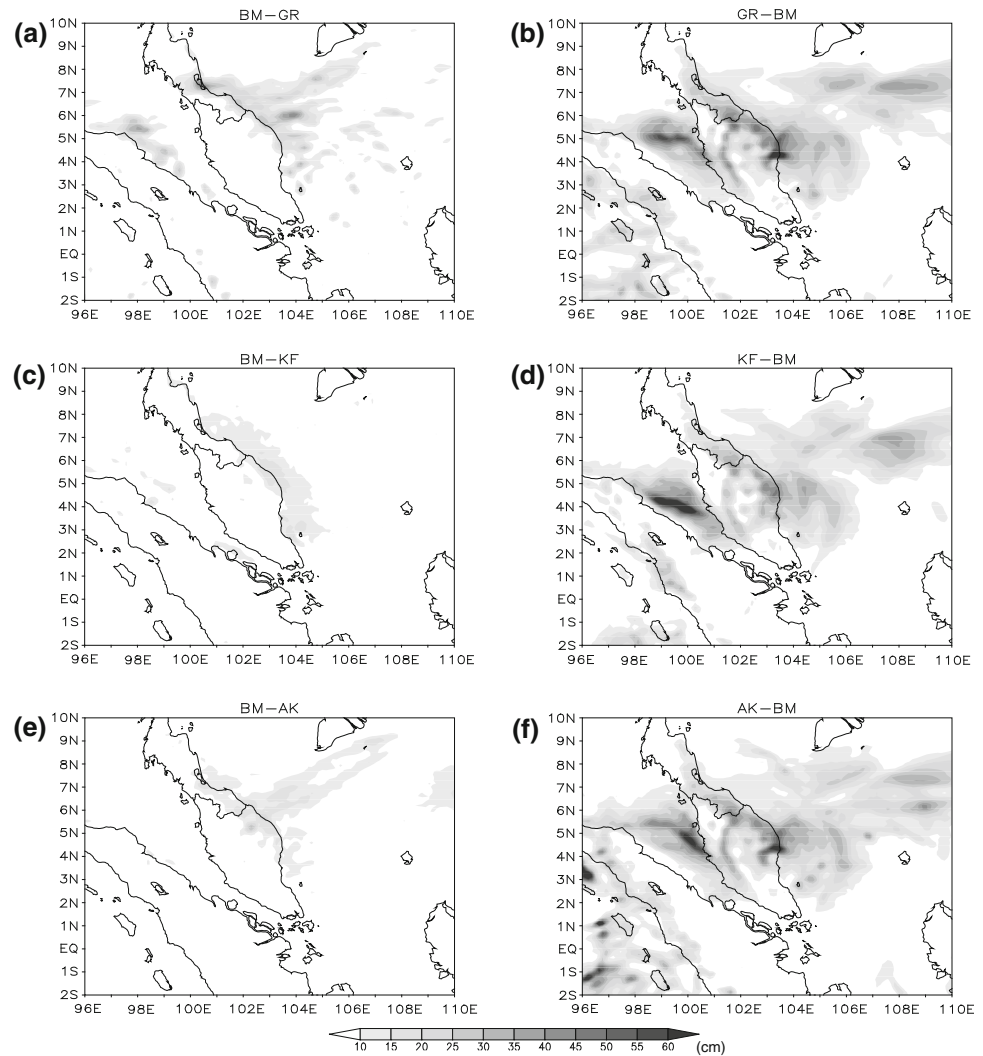 (a) BM–GR
10N
9N
8N
7N
6N
5N
4N
3N
2N
1N
EQ
1S
2S
96E 98E 100E 102E 104E 106E 108E 110E
(b) GR–BM
10N
9N
8N
7N
6N
5N
4N
3N
2N
1N
EQ
1S
2S
96E 98E 100E 102E 104E 106E 108E 110E
(c) BM–KF
10N
9N
8N
7N
6N
5N
4N
3N
2N
1N
EQ
1S
2S
96E 98E 100E 102E 104E 106E 108E 110E
(d) KF–BM
10N
9N
8N
7N
6N
5N
4N
3N
2N
1N
EQ
1S
2S
96E 98E 100E 102E 104E 106E 108E 110E
(e) BM–AK
10N
9N
8N
7N
6N
5N
4N
3N
2N
1N
EQ
1S
2S
96E 98E 100E 102E 104E 106E 108E 110E
(f) AK–BM
10N
9N
8N
7N
6N
5N
4N
3N
2N
1N
EQ
1S
2S
96E 98E 100E 102E 104E 106E 108E 110E
10 15 20 25 30 35 40 45 50 55 60 (cm)